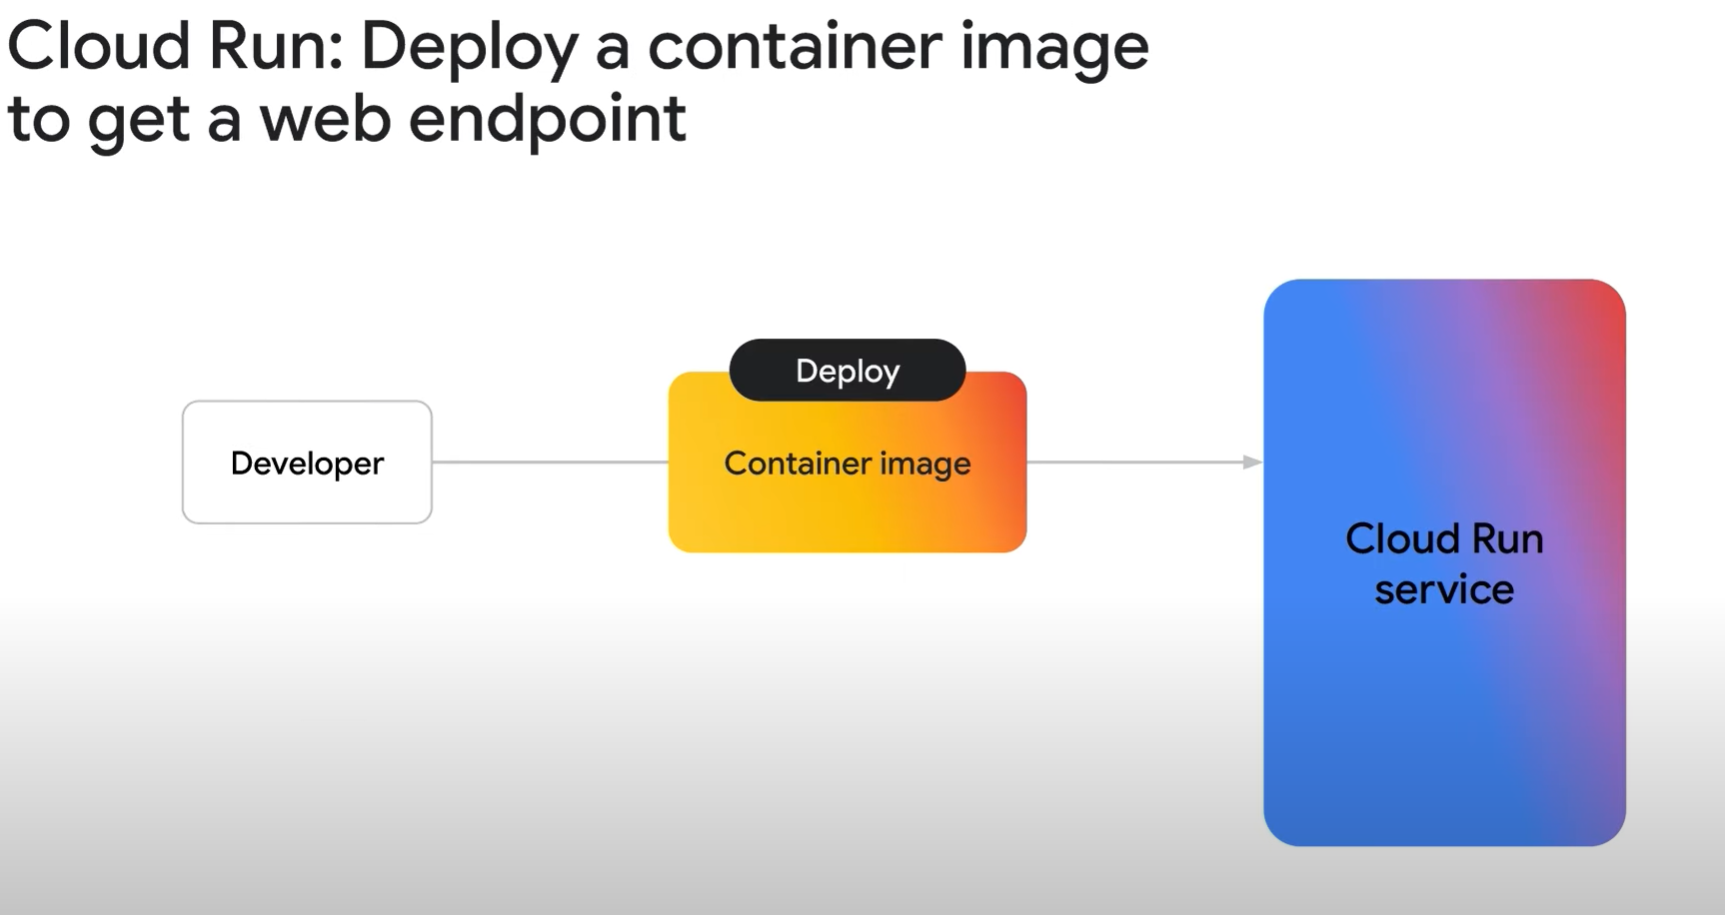 Cloud Run: Deploy a container image
to get a web endpoint
Deploy
Developer
Container image
Cloud Run
service